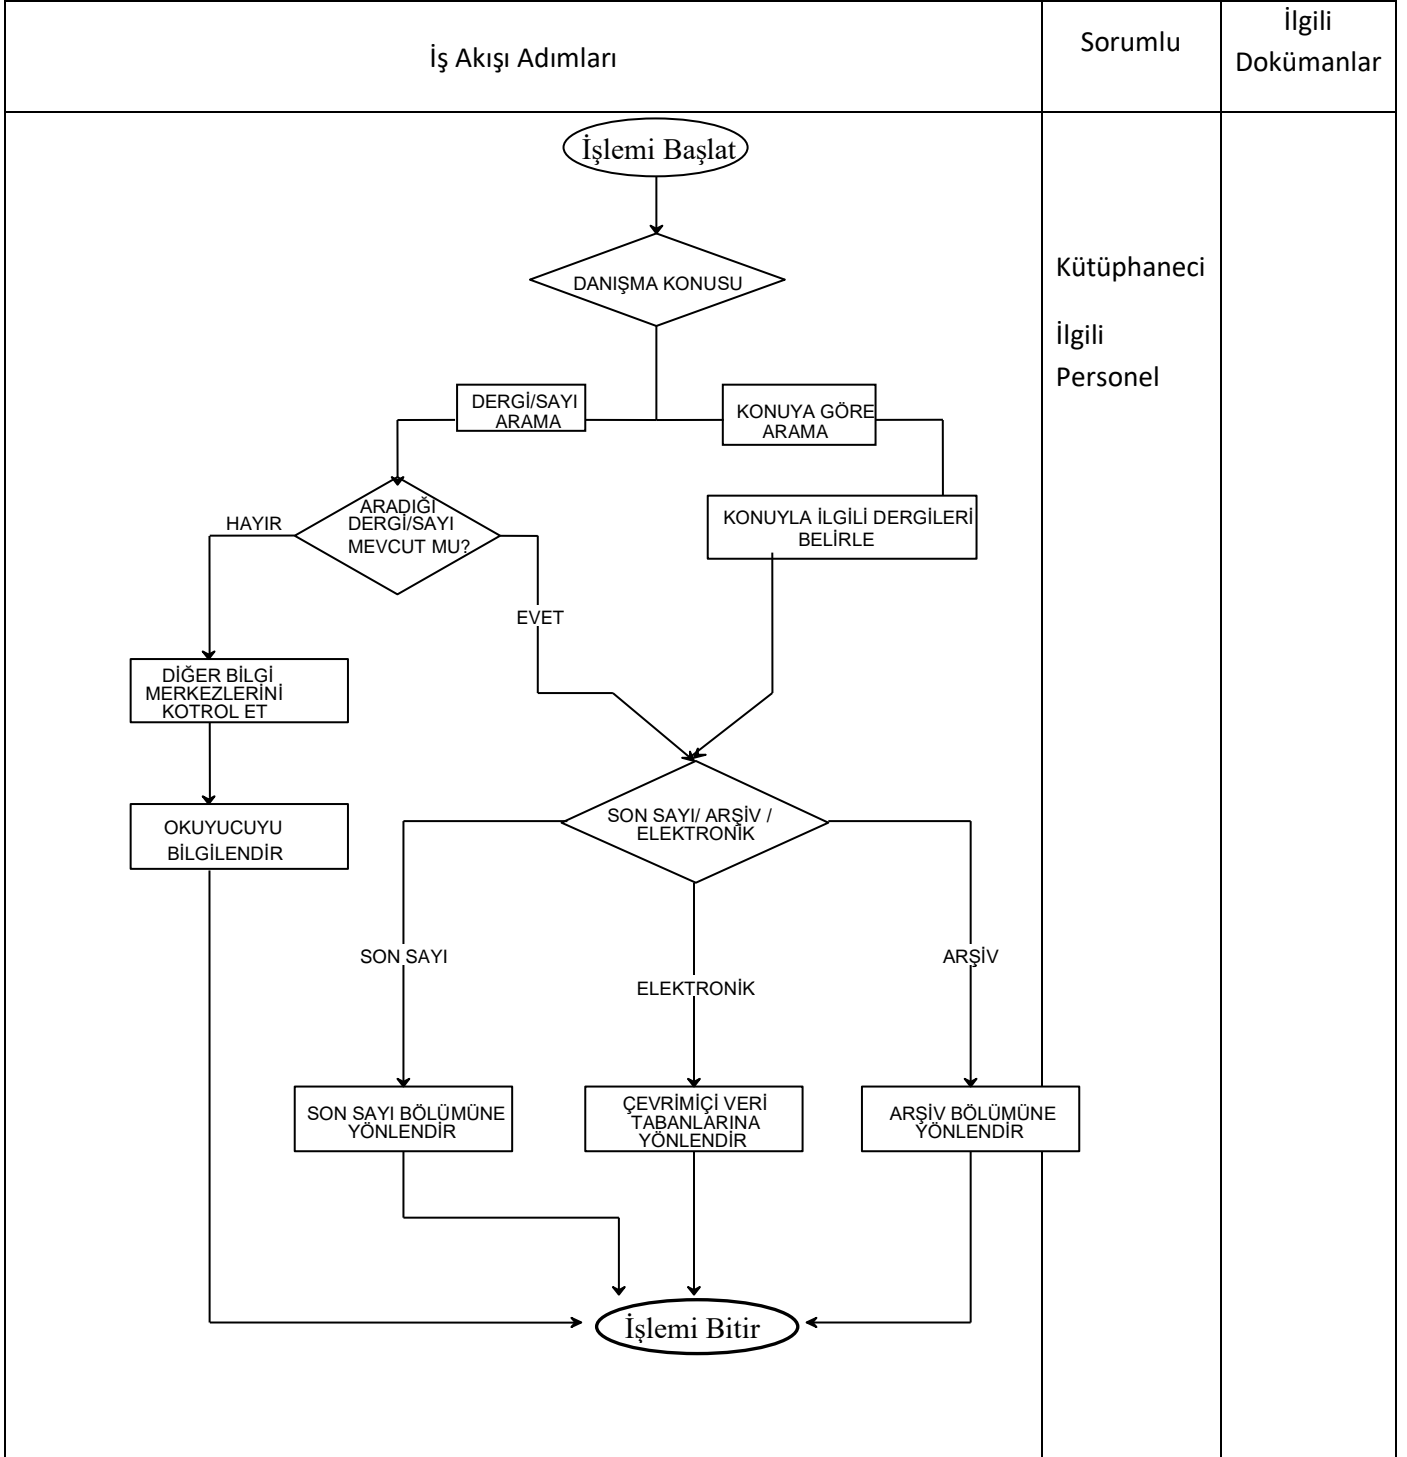 İş Akışı Adımları
Sorumlu
İlgili
Dokümanlar
İşlemi Başlat
DANIŞMA KONUSU
Kütüphaneci
İlgili
Personel
DERGİ/SAYI
ARAMA
KONUYA GÖRE
ARAMA
ARADIĞI
DERGİ/SAYI
MEVCUT MU?
HAYIR
KONUYLA İLGİLİ DERGİLERİ
BELİRLE
EVET
DİĞER BİLGİ
MERKEZLERİNİ
KOTROL ET
OKUYUCUYU
BİLGİLENDİR
SON SAYI/ ARŞİV /
ELEKTRONİK
SON SAYI
ELEKTRONİK
ARŞİV
SON SAYI BÖLÜMÜNE
YÖNLENDİR
ÇEVRİMİÇİ VERİ
TABANLARINA
YÖNLENDİR
ARŞİV BÖLÜMÜNE
YÖNLENDİR
İşlemi Bitir